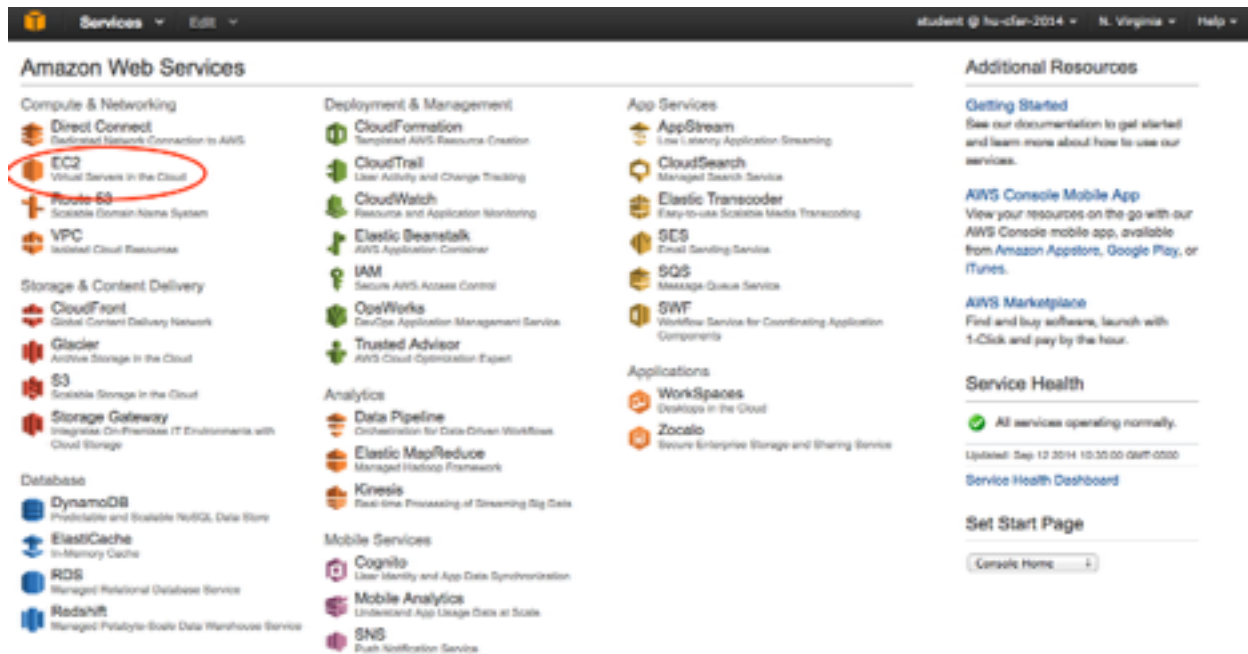 Services Edit student @ hu-cfar-2014 N. Virginia Help
Amazon Web Services
Compute & Networking
Direct Connect
Dedicated Network Connection to AWS
EC2
Virtual Servers in the Cloud
Route 53
Scalable Domain Name System
VPC
Isolated Cloud Resources
Storage & Content Delivery
CloudFront
Global Content Delivery Network
Glacier
Archive Storage in the Cloud
S3
Scalable Storage in the Cloud
Storage Gateway
Integrates On-Premises IT Environments with
Cloud Storage
Database
DynamoDB
Predictable and Scalable NoSQL Data Store
ElastiCache
In-Memory Cache
RDS
Managed Relational Database Service
Redshift
Managed Petabyte-Scale Data Warehouse Service
Deployment & Management
CloudFormation
Templated AWS Resource Creation
CloudTrail
User Activity and Change Tracking
CloudWatch
Resource and Application Monitoring
Elastic Beanstalk
AWS Application Container
IAM
Secure AWS Access Control
OpsWorks
DevOps Application Management Service
Trusted Advisor
AWS Cloud Optimization Expert
Analytics
Data Pipeline
Orchestration for Data-Driven Workflows
Elastic MapReduce
Managed Hadoop Framework
Kinesis
Real-time Processing of Streaming Big Data
Mobile Services
Cognito
User Identity and App Data Synchronization
Mobile Analytics
Understand App Usage Data at Scale
SNS
Push Notification Service
App Services
AppStream
Low Latency Application Streaming
CloudSearch
Managed Search Service
Elastic Transcoder
Easy-to-use Scalable Media Transcoding
SES
Email Sending Service
SQS
Message Queue Service
SWF
Workflow Service for Coordinating Application
Components
Applications
WorkSpaces
Desktops in the Cloud
Zocalo
Secure Enterprise Storage and Sharing Service
Additional Resources
Getting Started
See our documentation to get started
and learn more about how to use our
services.
AWS Console Mobile App
View your resources on the go with our
AWS Console mobile app, available
from Amazon Appstore, Google Play, or
iTunes.
AWS Marketplace
Find and buy software, launch with
1-Click and pay by the hour.
Service Health
All services operating normally.
Updated: Sep 12 2014 10:35:00 GMT-0500
Service Health Dashboard
Set Start Page
Console Home